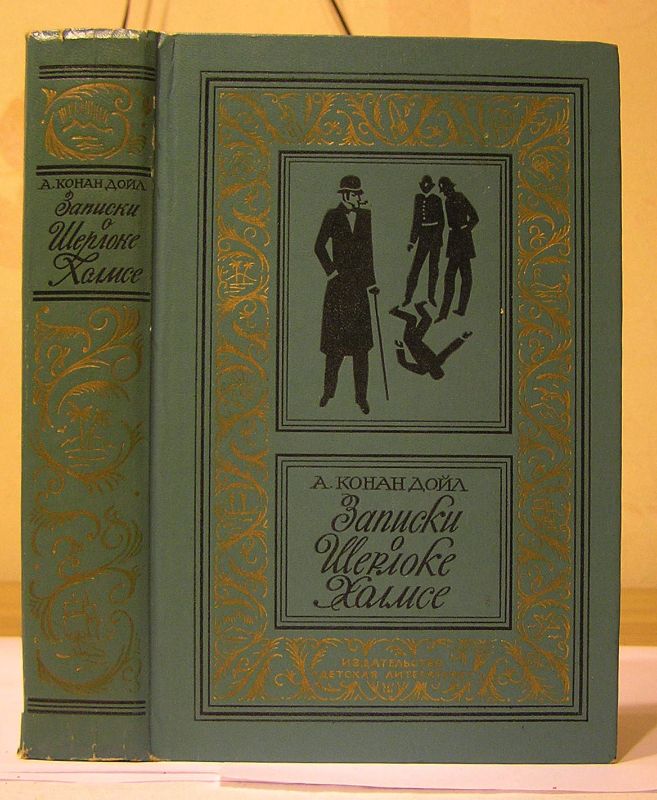 А. КОНАН ДОЙЛ
Записки
о
Шерлоке
Холмсе
А. КОНАН ДОЙЛ
Записки
о
Шерлоке
Холмсе
ИЗДАТЕЛЬСТВО
ДЕТСКАЯ ЛИТЕРАТУРА